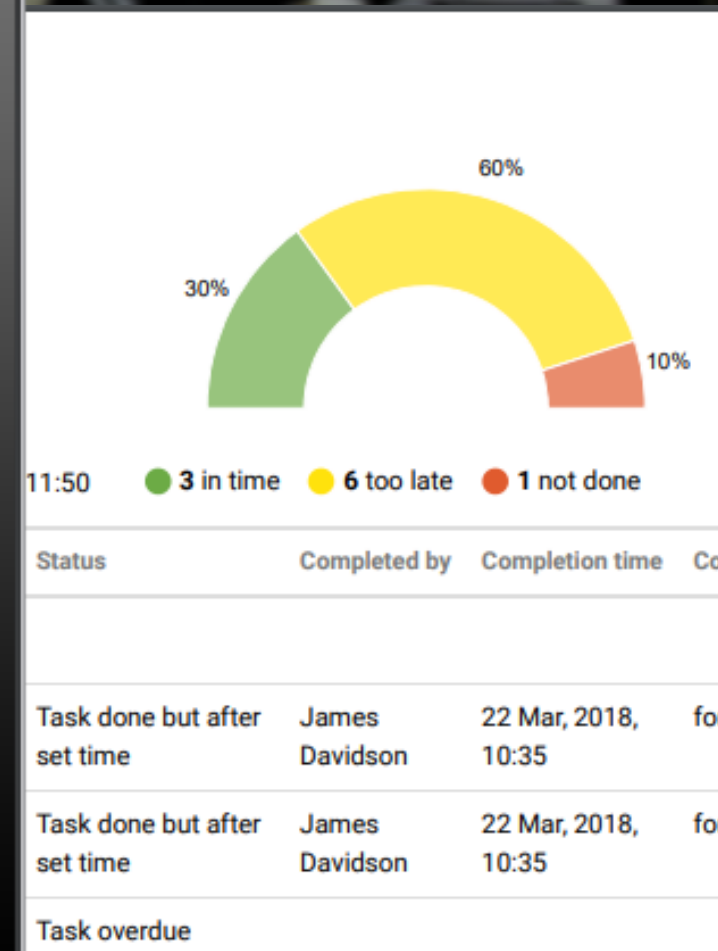 60%
30%
10%
11:50 3 in time 6 too late 1 not done
Status Completed by Completion time
Task done but after James 22 Mar, 2018,
set time Davidson 10:35
Task done but after James 22 Mar, 2018,
set time Davidson 10:35
Task overdue